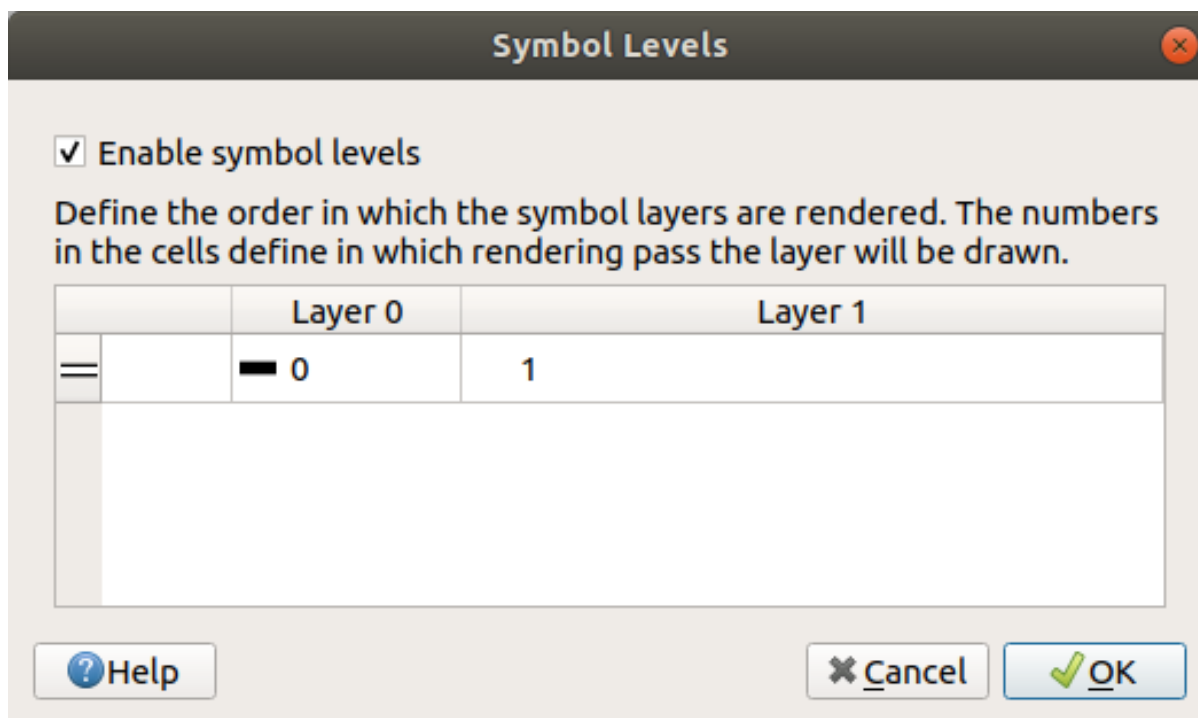 Symbol Levels
Enable symbol levels
Define the order in which the symbol layers are rendered. The numbers
in the cells define in which rendering pass the layer will be drawn.
Layer 0 Layer 1
0 1
Help Cancel OK